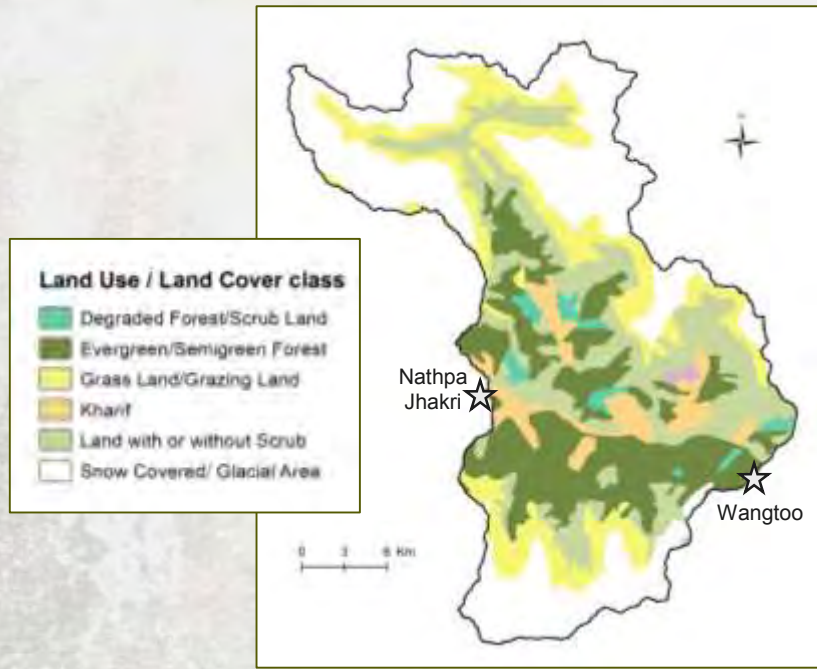 Land Use / Land Cover class
Degraded Forest/Scrub Land
Evergreen/Semigreen Forest
Grass Land/Grazing Land
Kharif
Land with or without Scrub
Snow Covered/ Glacial Area
Nathpa
Jhakri
Wangtoo
0 3 6 Km